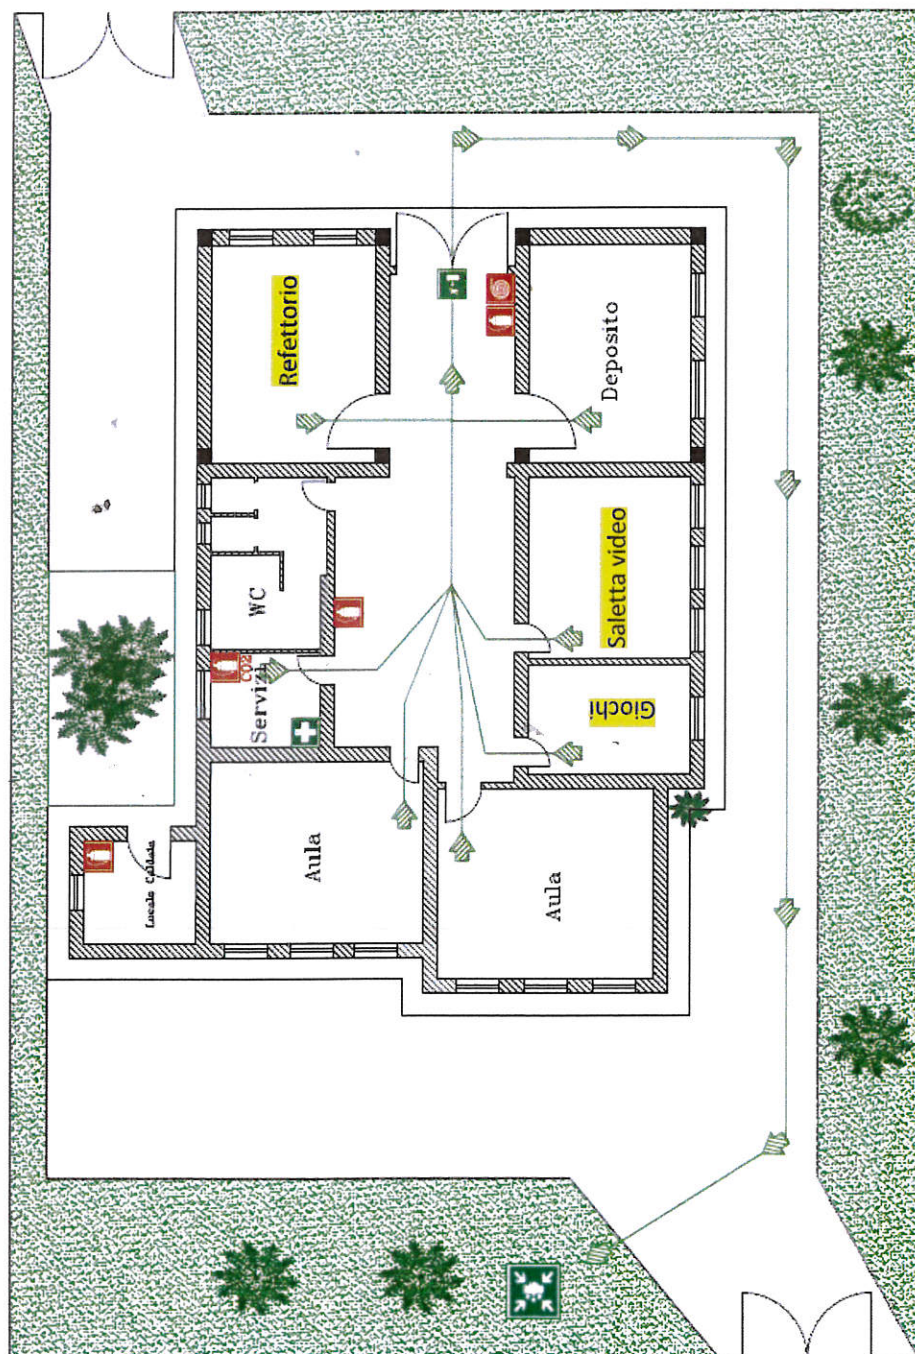 Refettorio
Deposito
WC
Saletta video
CO2
Servizi
Giochi
Aula
Aula
Locale Caldaia